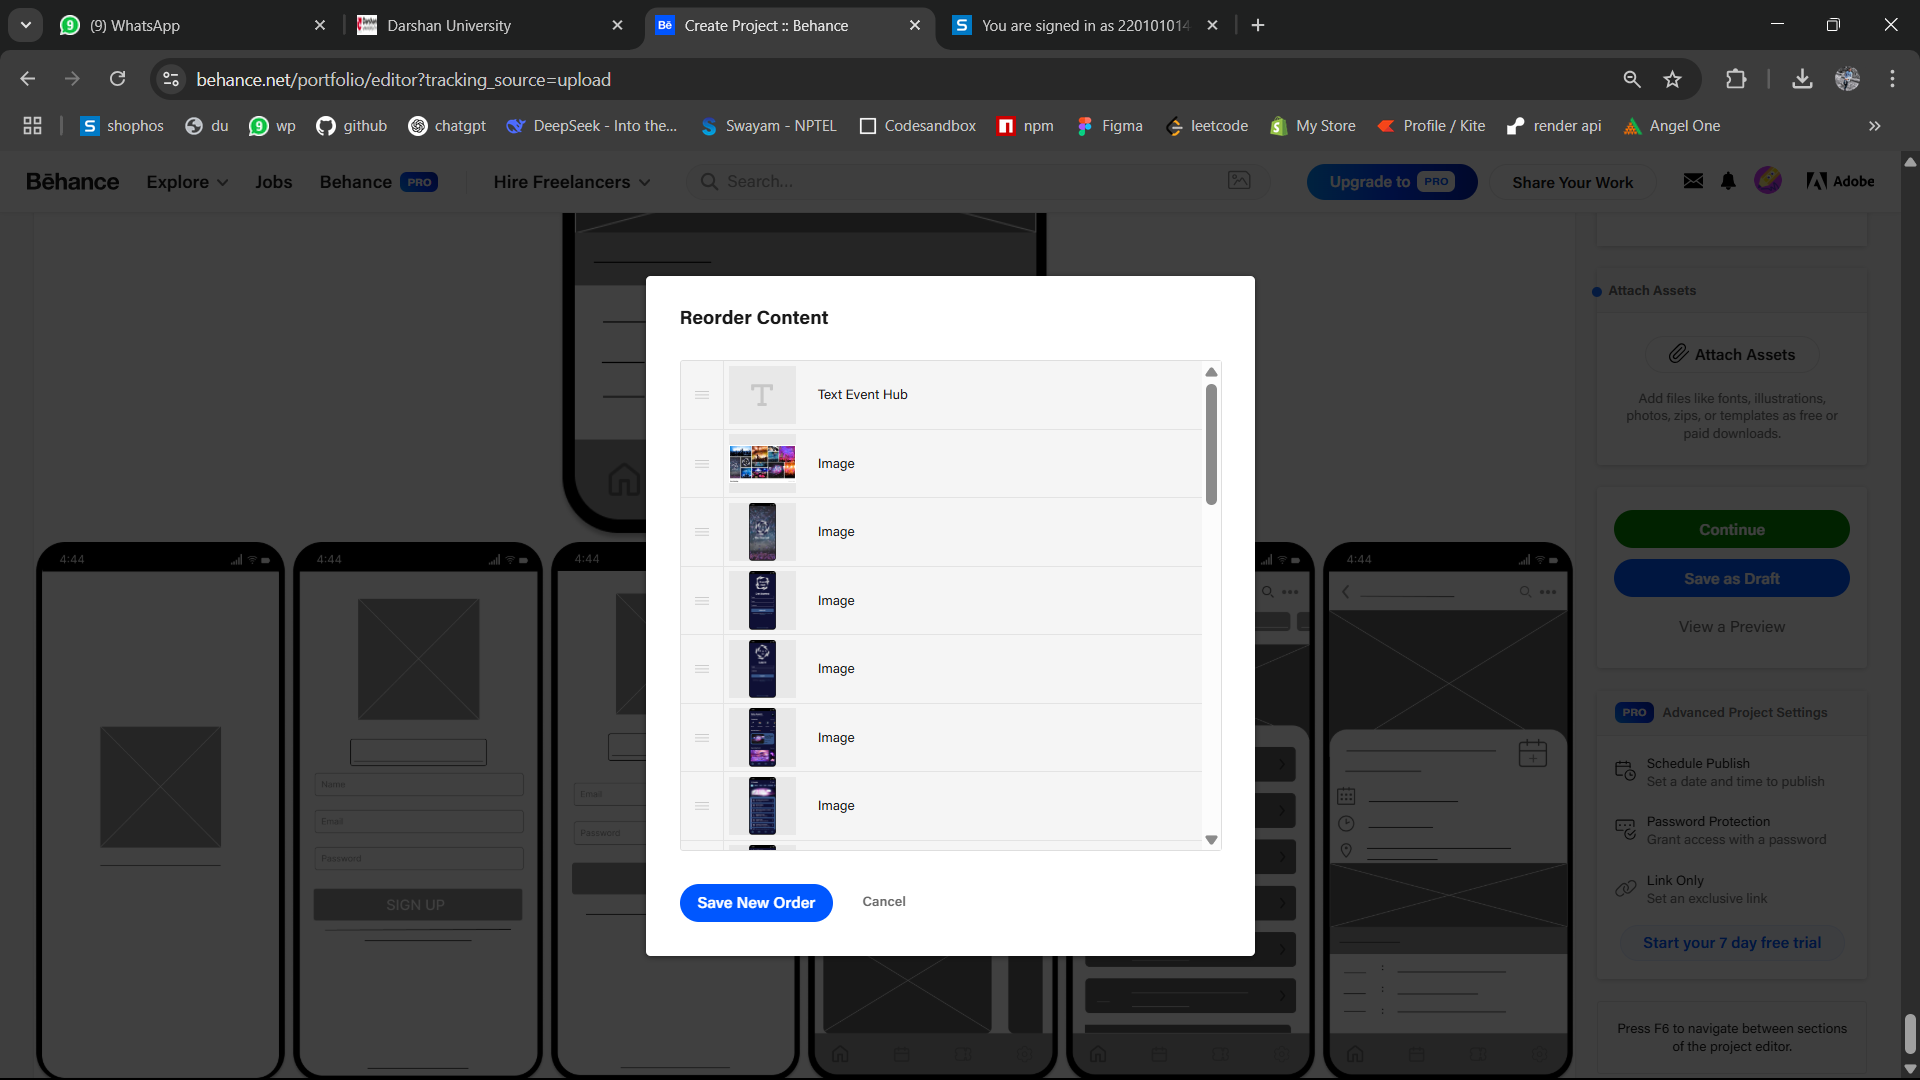 (9) WhatsApp
Darshan University
Create Project :: Behance
You are signed in as 220101014
behance.net/portfolio/editor?tracking_source=upload
shophos
du
wp
github
chatgpt
DeepSeek - Into the...
Swayam - NPTEL
Codesandbox
npm
Figma
leetcode
My Store
Profile / Kite
render api
Angel One
Bēhance
Explore
Jobs
Behance PRO
Hire Freelancers
Search...
Upgrade to PRO
Share Your Work
Adobe
Reorder Content
Text Event Hub
Image
Image
Image
Image
Image
Image
Save New Order
Cancel
Attach Assets
Attach Assets
Add files like fonts, illustrations,
photos, zips, or templates as free or
paid downloads.
Continue
Save as Draft
View a Preview
PRO Advanced Project Settings
Schedule Publish
Set a date and time to publish
Password Protection
Grant access with a password
Link Only
Set an exclusive link
Start your 7 day free trial
Press F6 to navigate between sections
of the project editor.
4:44
4:44
Name
Email
Password
SIGN UP
4:44
Email
Password
4:44